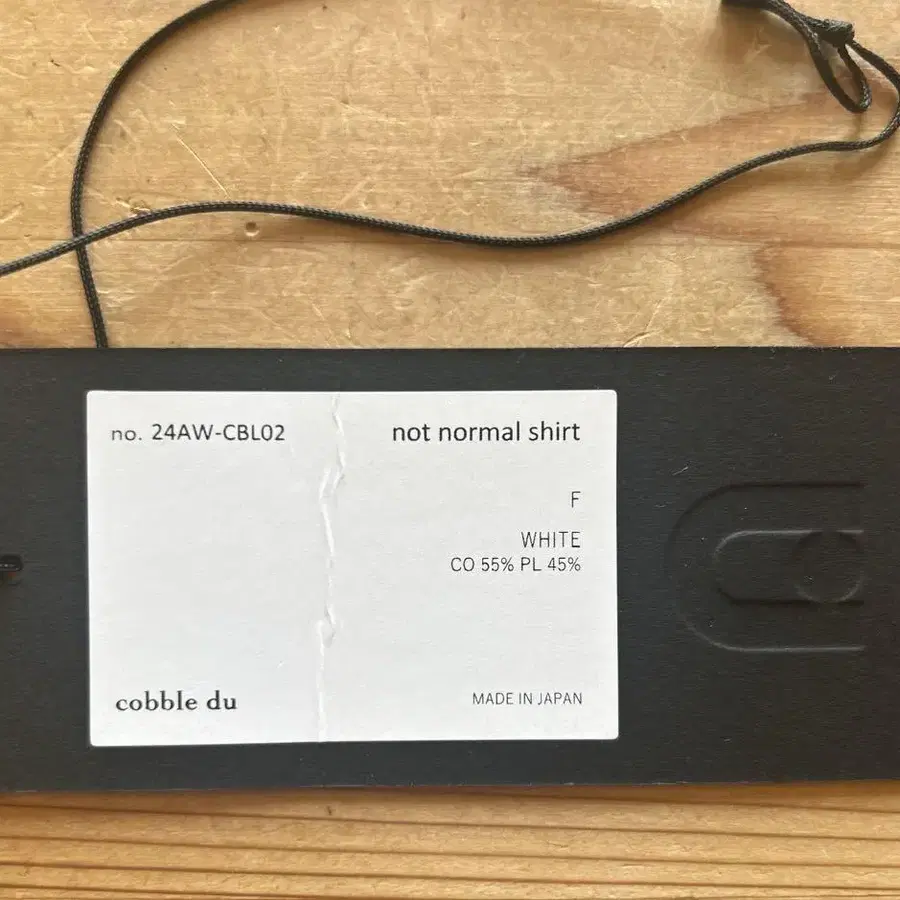 no. 24AW-CBL02
not normal shirt
F
WHITE
CO 55% PL 45%
cobble du
MADE IN JAPAN